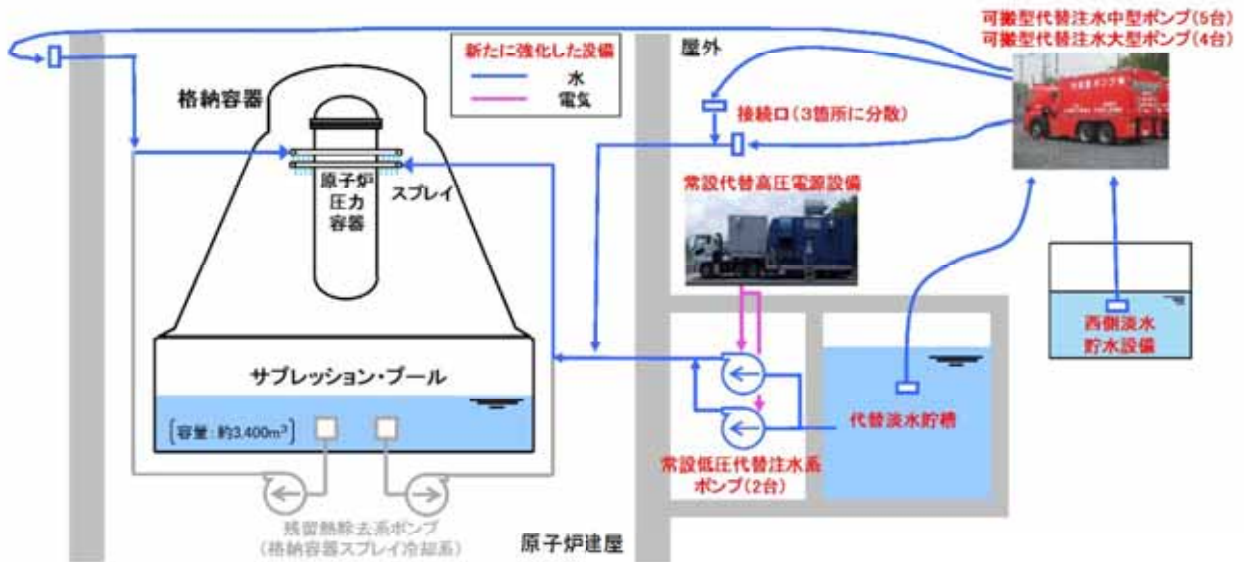 可搬型代替注水中型ポンプ(5台)
可搬型代替注水大型ポンプ(4台)
新たに強化した設備
水
電気
屋外
格納容器
接続口(3箇所に分散)
原子炉
圧力
容器
スプレイ
常設代替高圧電源設備
西側淡水
貯水設備
サプレッション・プール
[容量:約3,400m³]
代替淡水貯槽
常設低圧代替注水系
ポンプ(2台)
残留熱除去系ポンプ
(格納容器スプレイ冷却系)
原子炉建屋